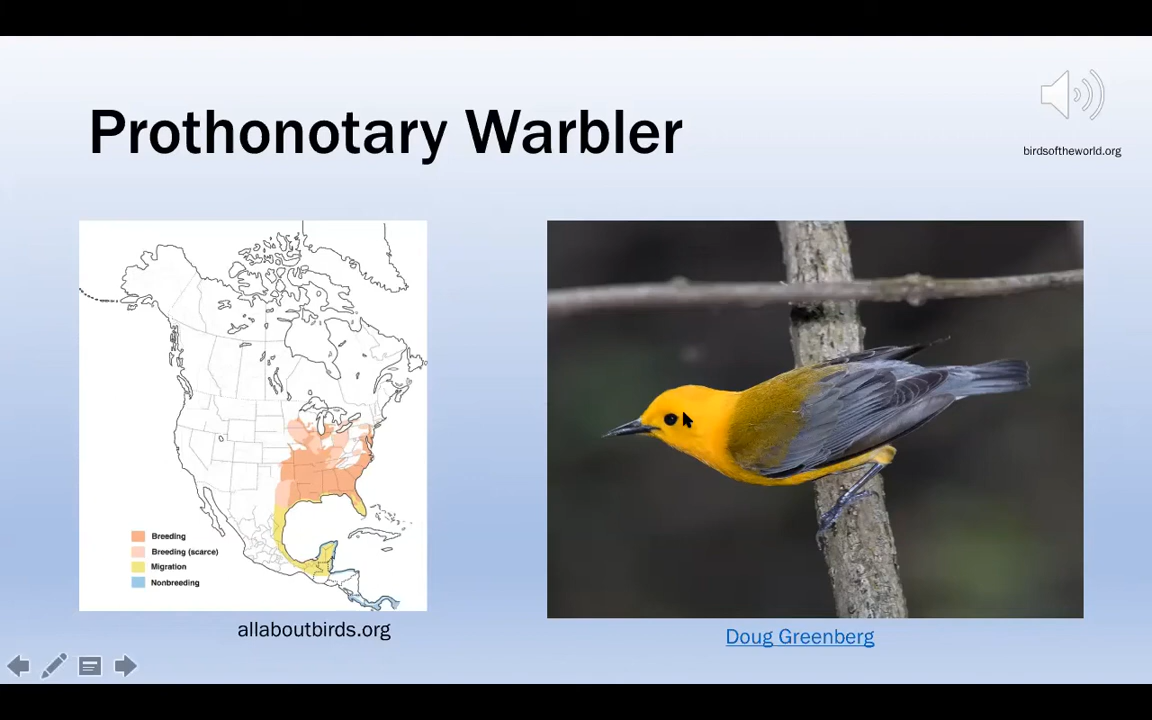 Prothonotary Warbler
birdsoftheworld.org
Breeding
Breeding (scarce)
Migration
Nonbreeding
allaboutbirds.org
Doug Greenberg